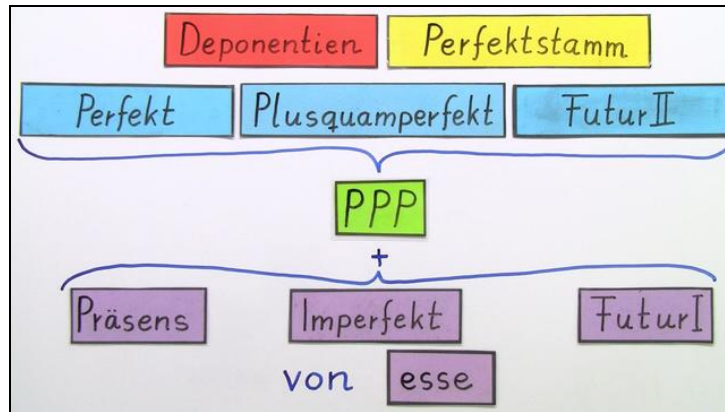 Deponentien Perfektstamm
Perfekt Plusquamperfekt Futur II
PPP
+
Präsens Imperfekt Futur I
von esse